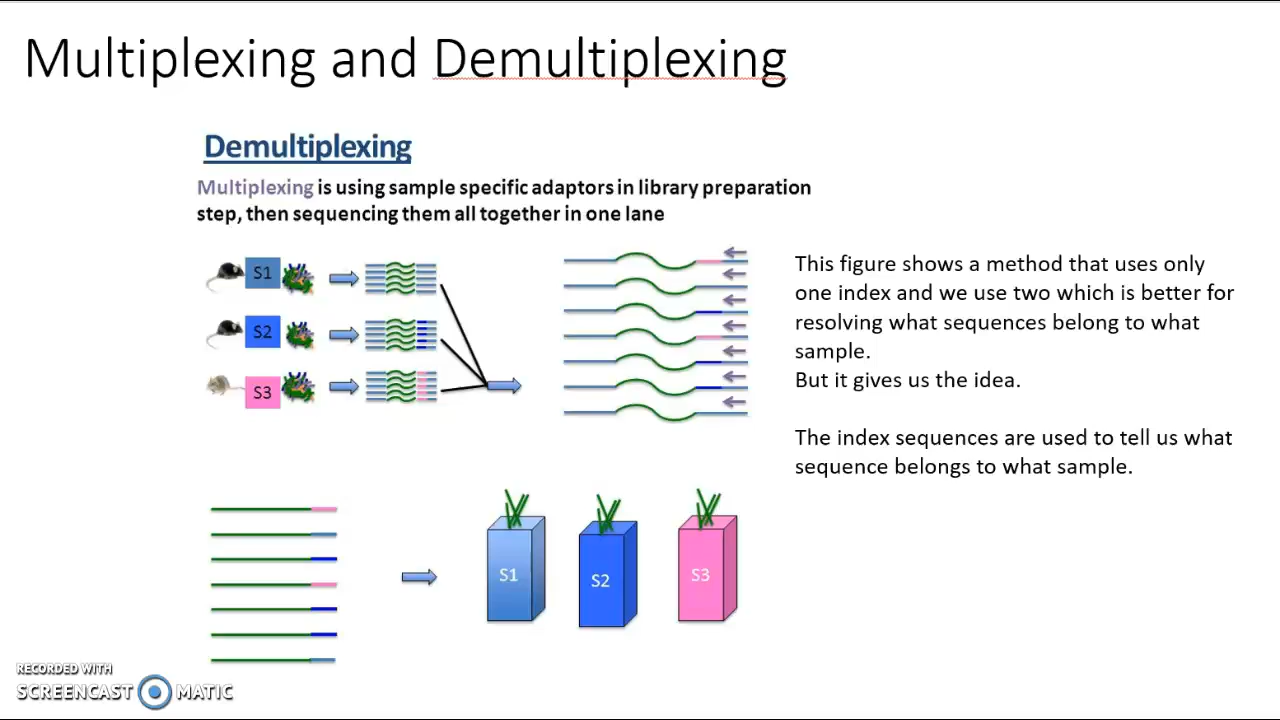 Multiplexing and Demultiplexing
Demultiplexing
Multiplexing is using sample specific adaptors in library preparation
step, then sequencing them all together in one lane
S1
S2
S3
This figure shows a method that uses only
one index and we use two which is better for
resolving what sequences belong to what
sample.
But it gives us the idea.
The index sequences are used to tell us what
sequence belongs to what sample.
S1
S2
S3
RECORDED WITH
SCREENCAST MATIC